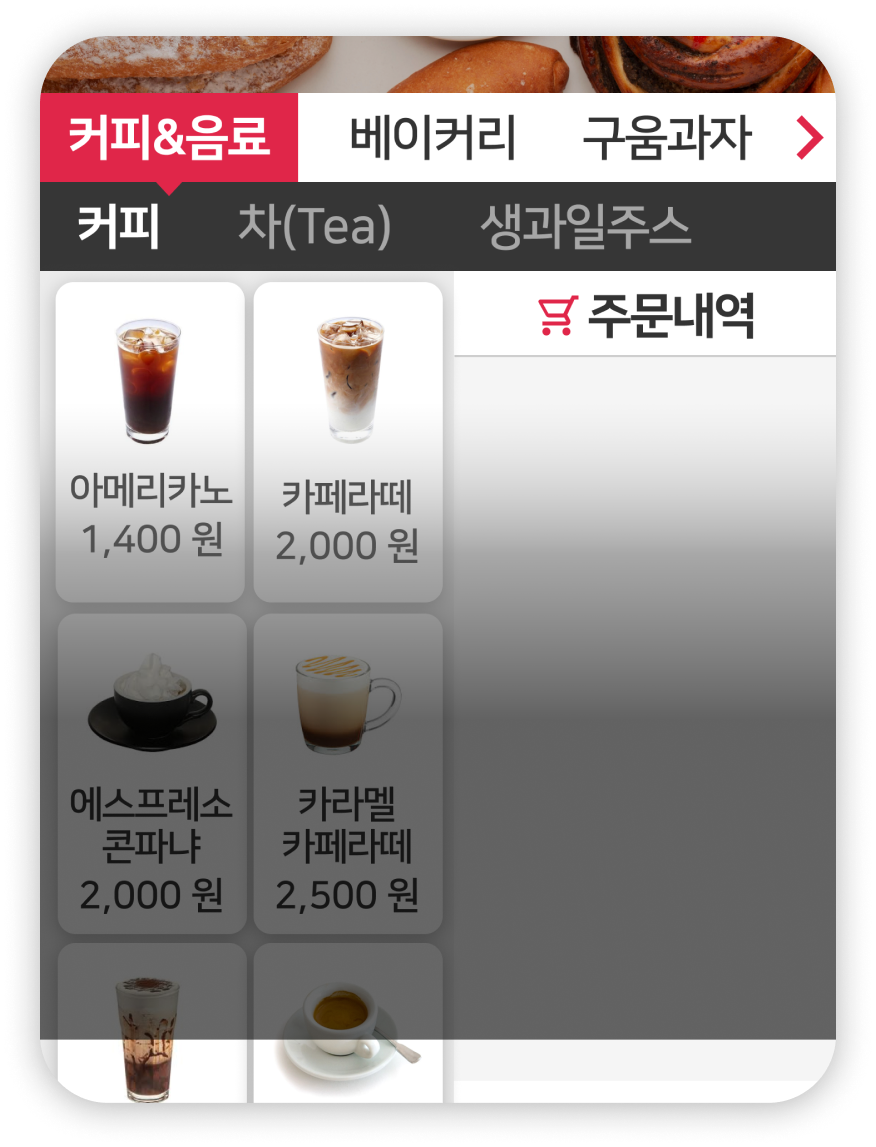 커피&음료 베이커리 구움과자
커피 차(Tea) 생과일주스
주문내역
아메리카노
1,400 원
카페라떼
2,000 원
에스프레소
콘파냐
2,000 원
카라멜
카페라떼
2,500 원